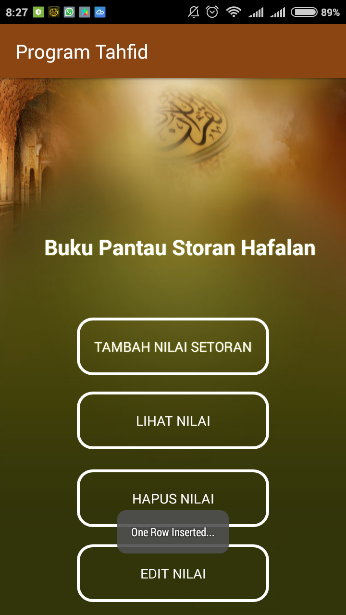 8:27
89%
Program Tahfid
Buku Pantau Storan Hafalan
TAMBAH NILAI SETORAN
LIHAT NILAI
HAPUS NILAI
One Row Inserted...
EDIT NILAI